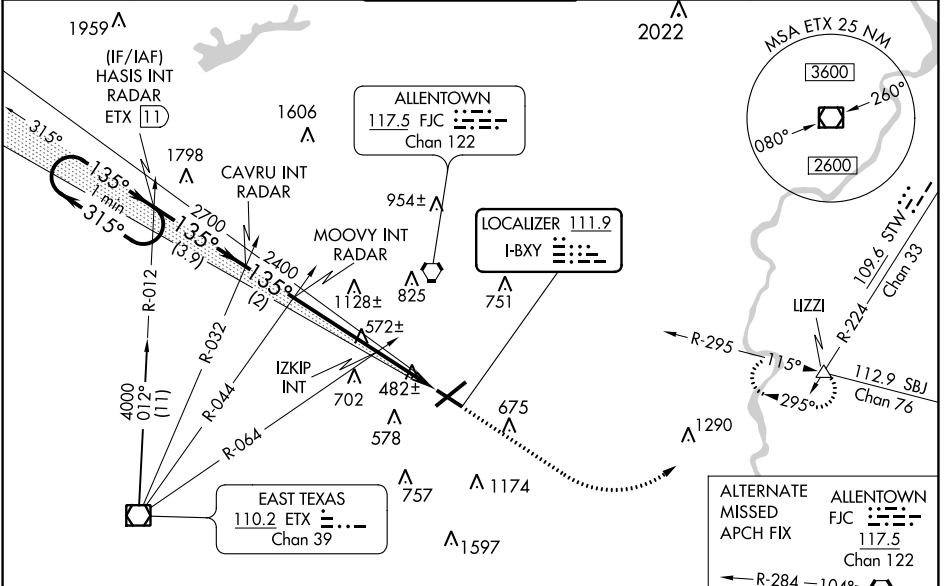 1959
2022
(IF/IAF)
HASIS INT
RADAR
ETX 11
MSA ETX 25 NM
3600
260°
080°
2600
1606
ALLENTOWN
117.5 FJC
Chan 122
315°
1798
CAVRU INT
RADAR
954±
135°
1 min
315°
2700
135°
(3.9)
MOOVY INT
RADAR
LOCALIZER 111.9
I-BXY
2400
135°
(2)
1128±
825
751
109.6 STW
Chan 33
R-224
LIZZI
R-012
R-032
R-044
R-064
572±
IZKIP
INT
702
482±
578
675
R-295
115°
295°
112.9 SBJ
Chan 76
4000
012°
(11)
1290
757
1174
1597
EAST TEXAS
110.2 ETX
Chan 39
ALTERNATE
MISSED
APCH FIX
ALLENTOWN
FJC
117.5
Chan 122
R-284
104°